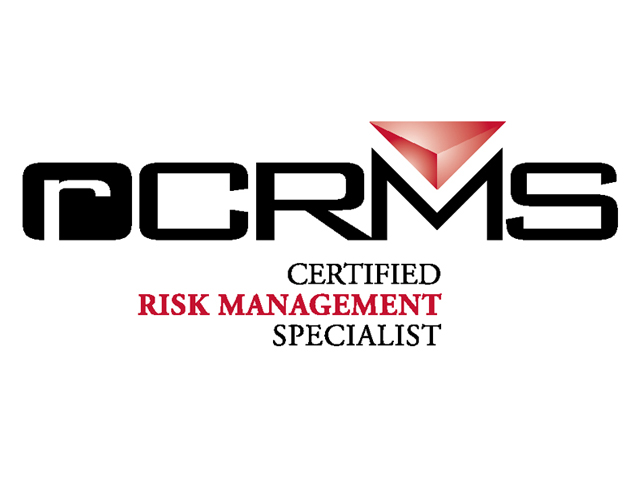 rCRMS
CERTIFIED
RISK MANAGEMENT
SPECIALIST